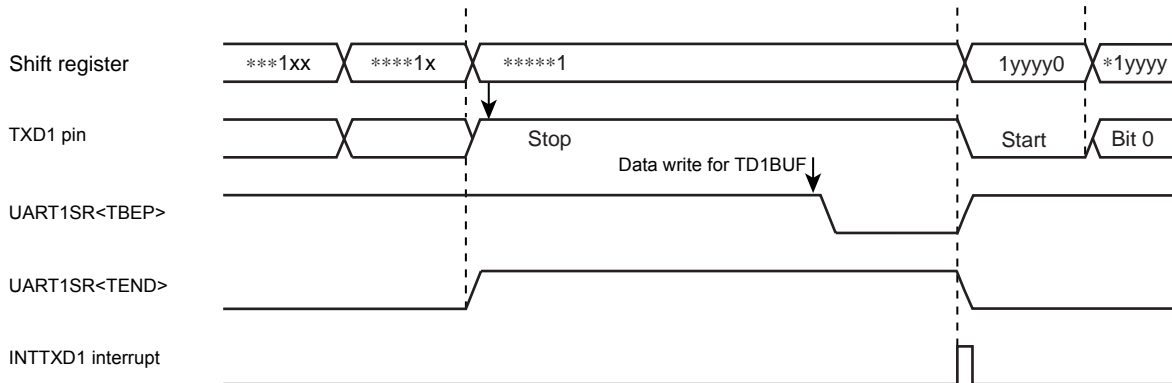 Shift register ***1xx ****1x *****1 1yyyy0 *1yyyy
TXD1 pin Stop Start Bit 0
Data write for TD1BUF
UART1SR<TBEP>
UART1SR<TEND>
INTTXD1 interrupt